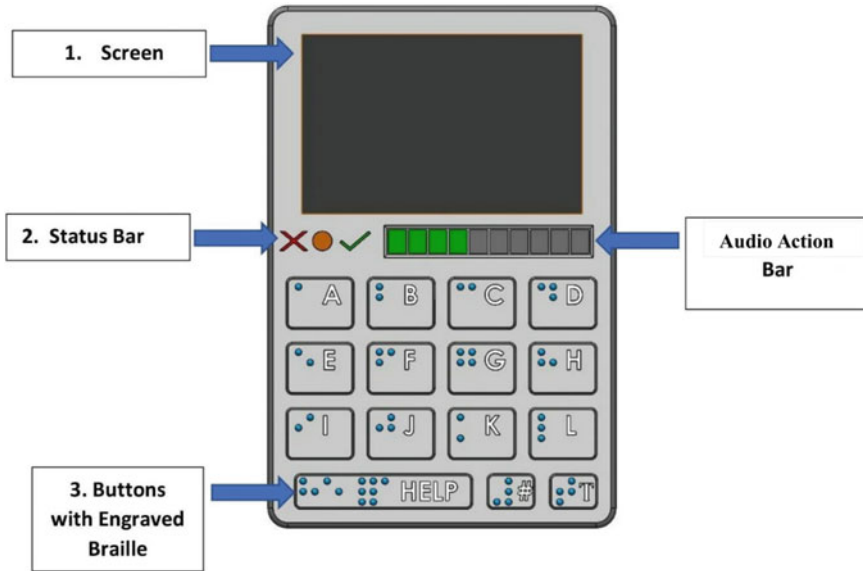 1. Screen
2. Status Bar
Audio Action
Bar
A B C D
E F G H
I J K L
3. Buttons
with Engraved
Braille
HELP # T